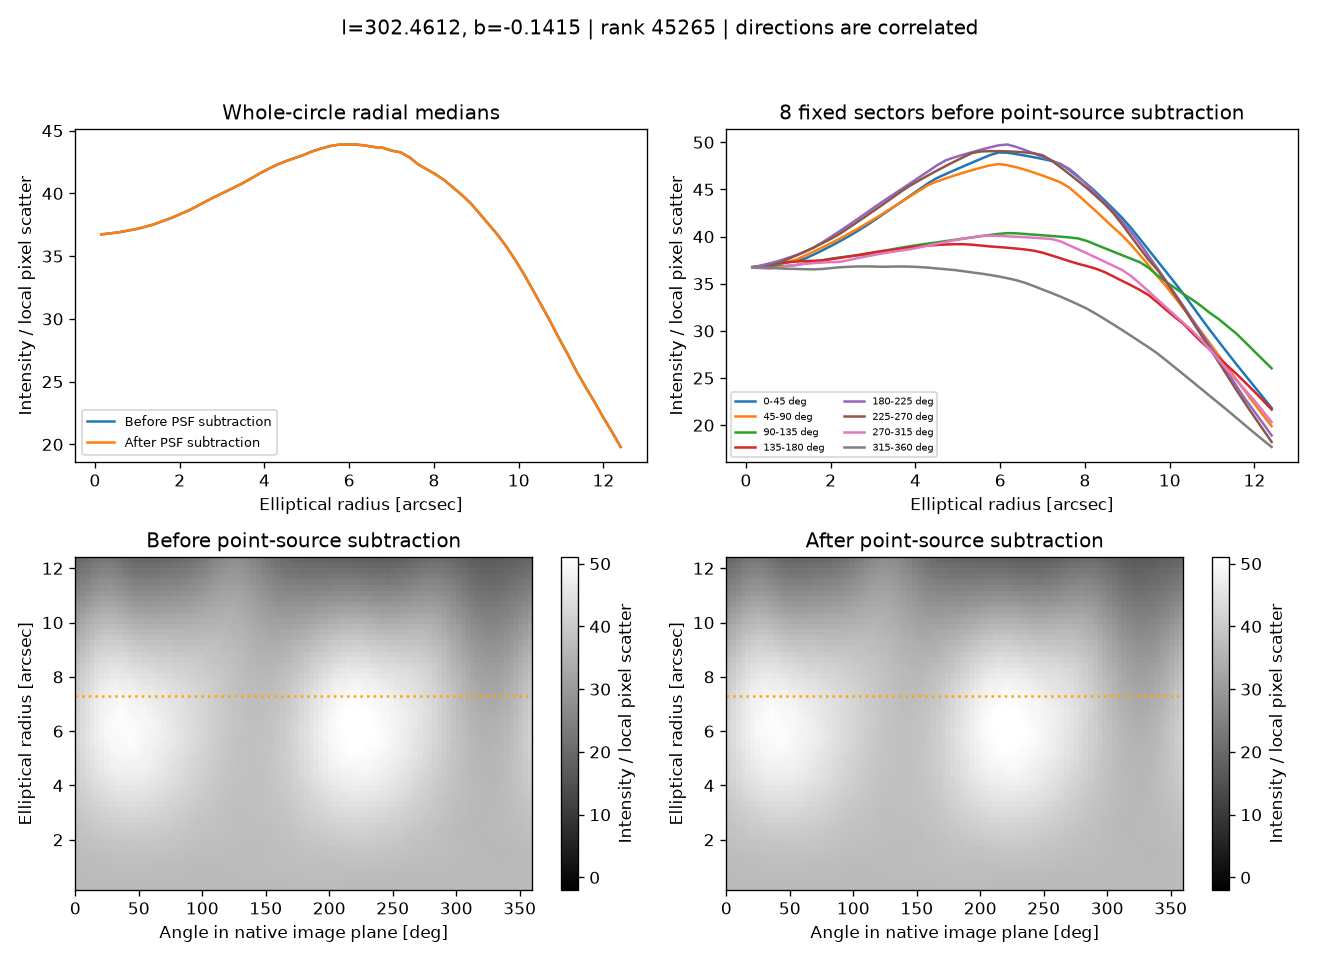 l=302.4612, b=-0.1415 | rank 45265 | directions are correlated
Whole-circle radial medians
45
40
35
30
25
20
Intensity / local pixel scatter
Before PSF subtraction
After PSF subtraction
0 2 4 6 8 10 12
Elliptical radius [arcsec]
8 fixed sectors before point-source subtraction
50
45
40
35
30
25
20
Intensity / local pixel scatter
0-45 deg
45-90 deg
90-135 deg
135-180 deg
180-225 deg
225-270 deg
270-315 deg
315-360 deg
0 2 4 6 8 10 12
Elliptical radius [arcsec]
Before point-source subtraction
12
10
8
6
4
2
Elliptical radius [arcsec]
0 50 100 150 200 250 300 350
Angle in native image plane [deg]
50
40
30
20
10
0
Intensity / local pixel scatter
After point-source subtraction
12
10
8
6
4
2
Elliptical radius [arcsec]
0 50 100 150 200 250 300 350
Angle in native image plane [deg]
50
40
30
20
10
0
Intensity / local pixel scatter